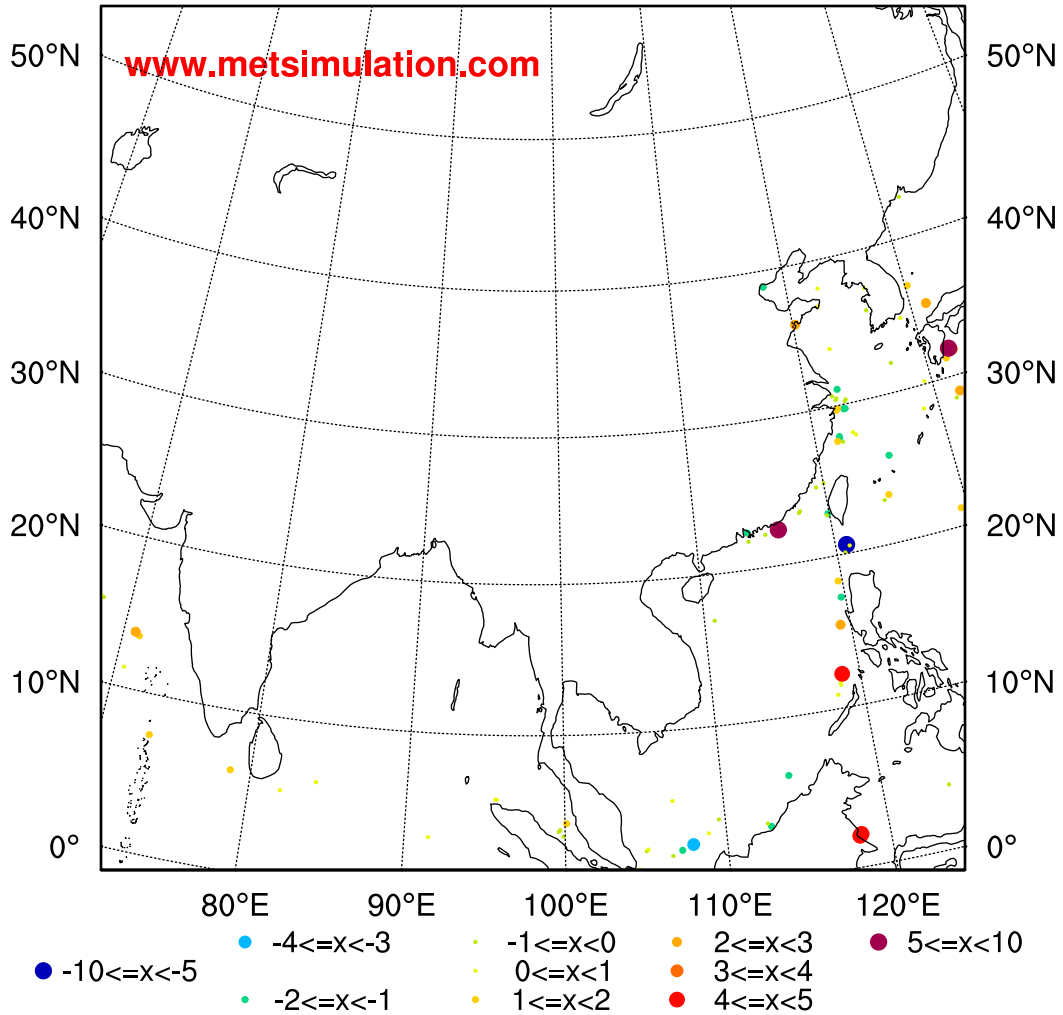 50°N 50°N
www.metsimulation.com
40°N 40°N
30°N 30°N
20°N 20°N
10°N 10°N
0° 0°
80°E 90°E 100°E 110°E 120°E
-4<=x<-3 -1<=x<0 2<=x<3 5<=x<10
-10<=x<-5 0<=x<1 3<=x<4
-2<=x<-1 1<=x<2 4<=x<5